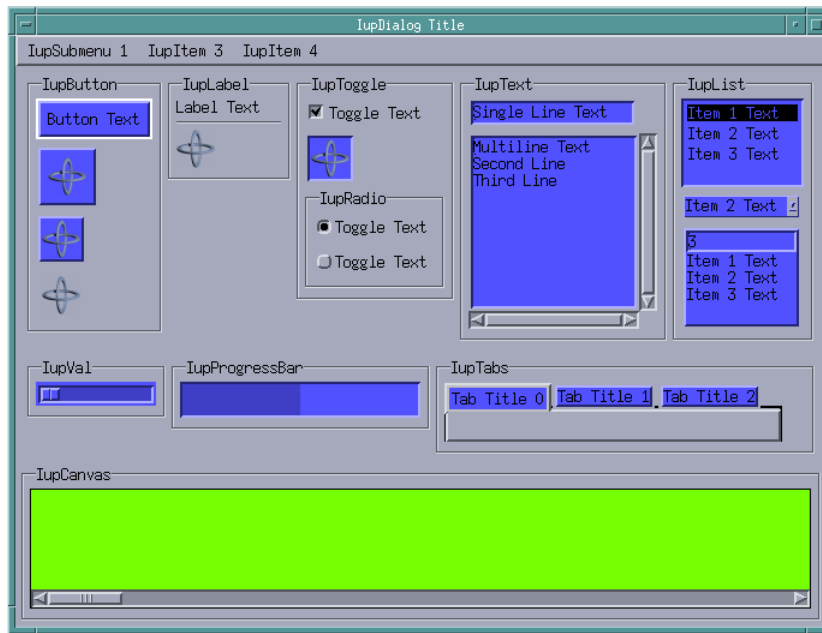 IupDialog Title
IupSubmenu 1 IupItem 3 IupItem 4
IupButton
Button Text
IupLabel
Label Text
IupToggle
Toggle Text
IupRadio
Toggle Text
Toggle Text
IupText
Single Line Text
Multiline Text
Second Line
Third Line
IupList
Item 1 Text
Item 2 Text
Item 3 Text
Item 2 Text
3
Item 1 Text
Item 2 Text
Item 3 Text
IupVal
IupProgressBar
IupTabs
Tab Title 0 Tab Title 1 Tab Title 2
IupCanvas